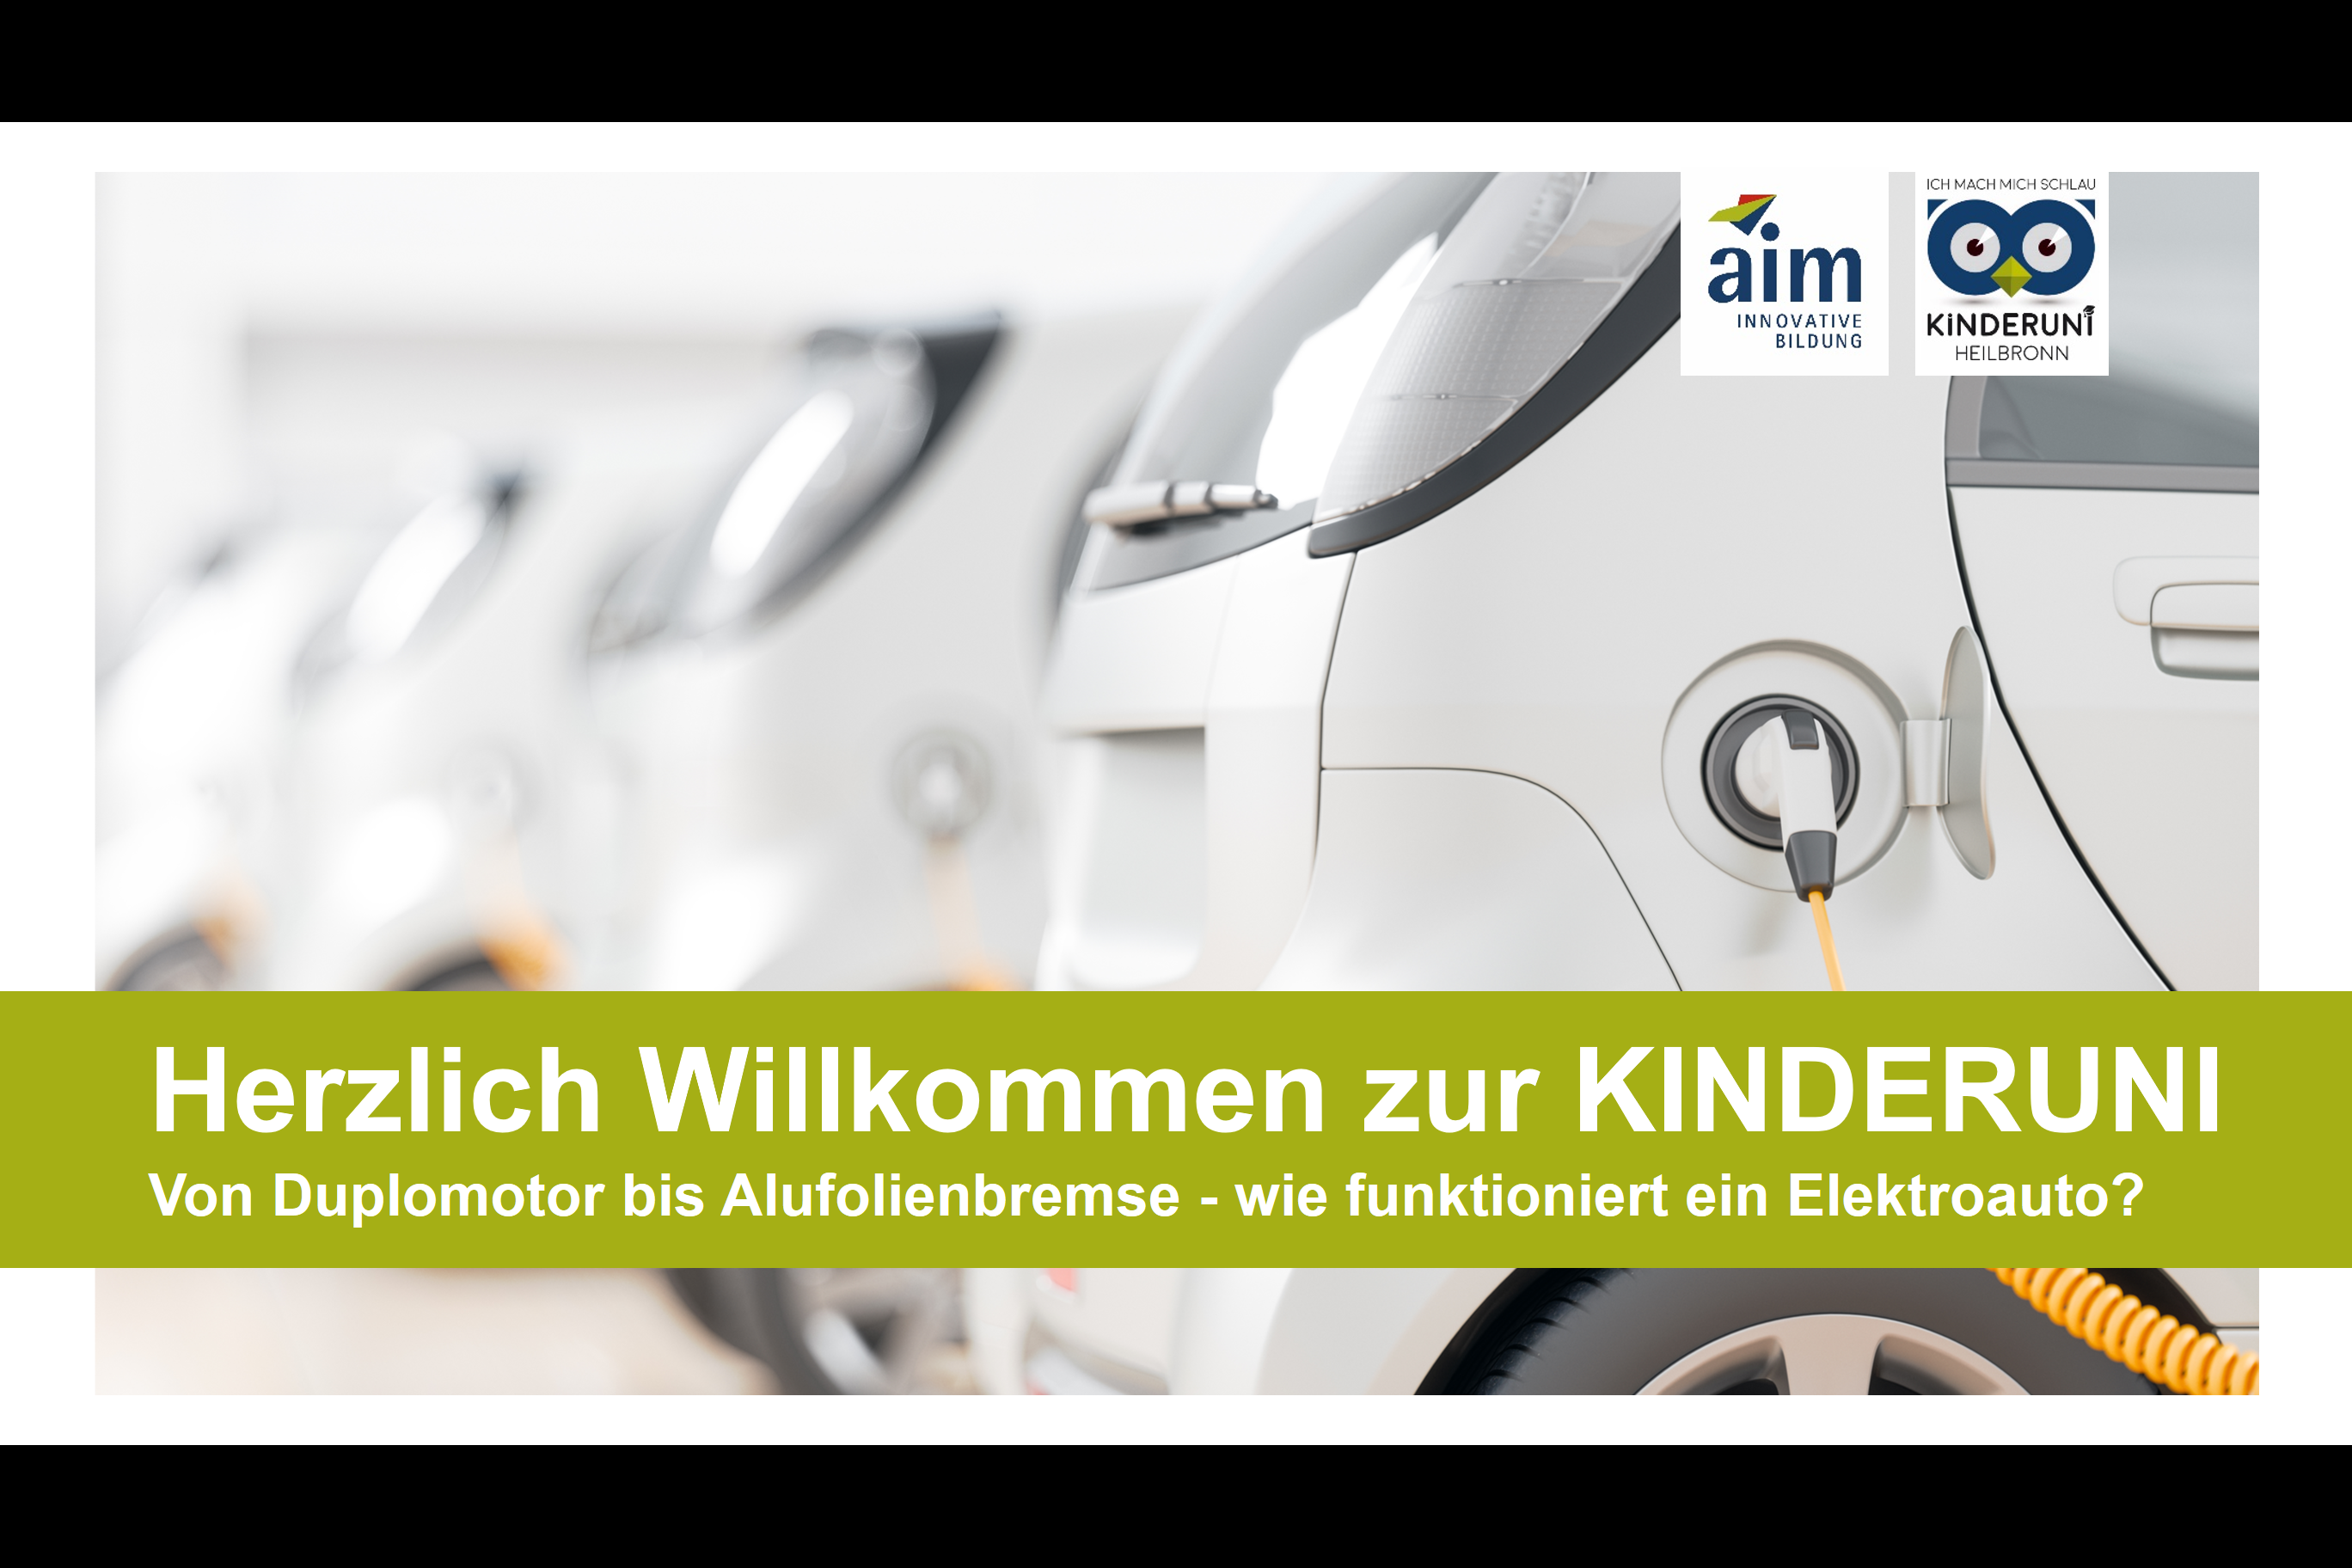 aim
INNOVATIVE
BILDUNG
ICH MACH MICH SCHLAU
KiNDERUNi
HEILBRONN
Herzlich Willkommen zur KINDERUNI
Von Duplomotor bis Alufolienbremse - wie funktioniert ein Elektroauto?